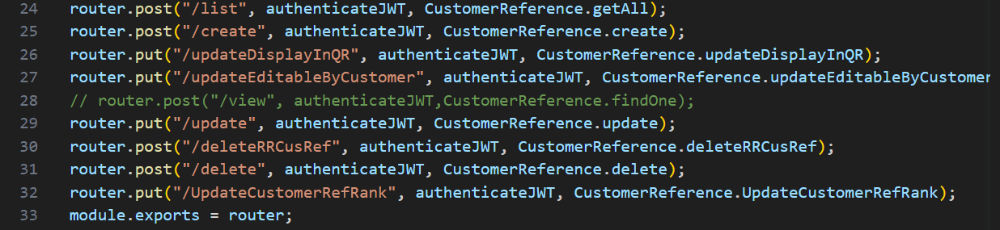 24 router.post("/list", authenticateJWT, CustomerReference.getAll);
25 router.post("/create", authenticateJWT, CustomerReference.create);
26 router.put("/updateDisplayInQR", authenticateJWT, CustomerReference.updateDisplayInQR);
27 router.put("/updateEditableByCustomer", authenticateJWT, CustomerReference.updateEditableByCustomer
28 // router.post("/view", authenticateJWT,CustomerReference.findOne);
29 router.put("/update", authenticateJWT, CustomerReference.update);
30 router.post("/deleteRRCusRef", authenticateJWT, CustomerReference.deleteRRCusRef);
31 router.post("/delete", authenticateJWT, CustomerReference.delete);
32 router.put("/UpdateCustomerRefRank", authenticateJWT, CustomerReference.UpdateCustomerRefRank);
33 module.exports = router;